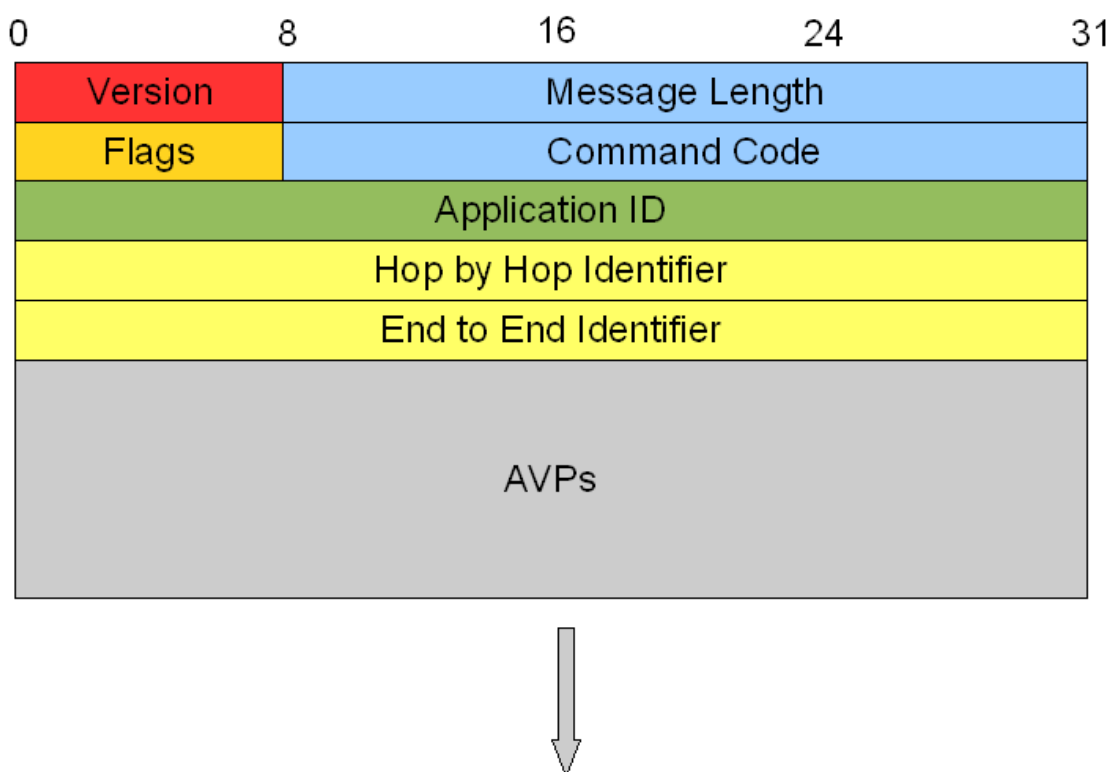 0 8 16 24 31
Version Message Length
Flags Command Code
Application ID
Hop by Hop Identifier
End to End Identifier
AVPs